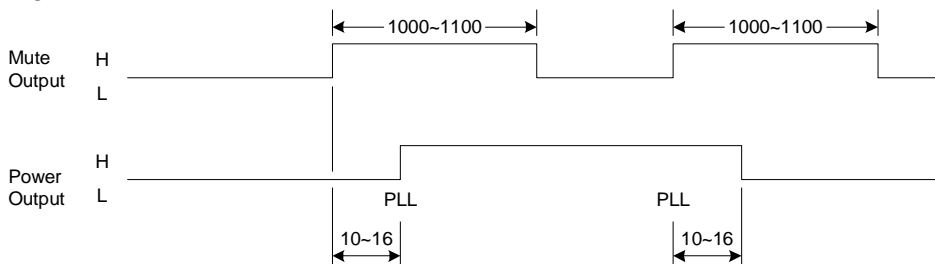 1000~1100 1000~1100
Mute H
Output L
H
Power
Output L
PLL PLL
10~16 10~16